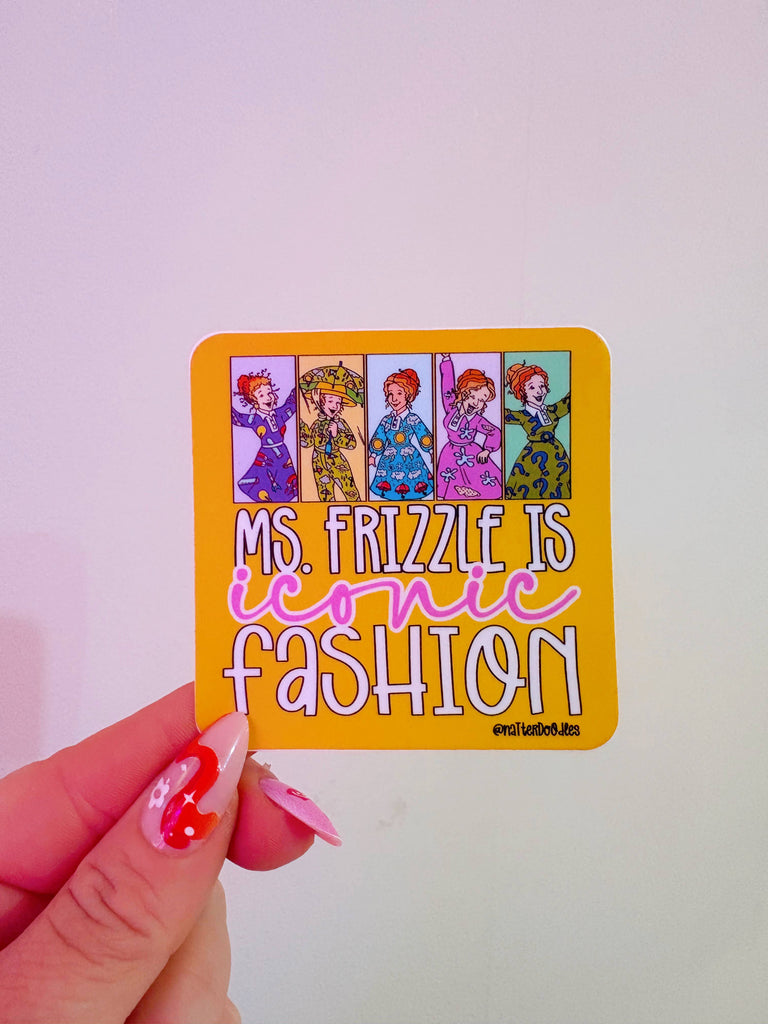 MS. FRIZZLE IS
iconic
FASHION
@natterDoodles